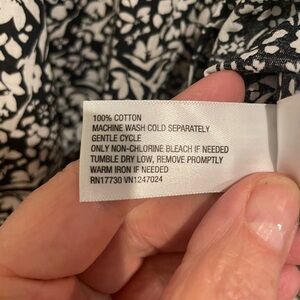 100% COTTON
MACHINE WASH COLD SEPARATELY
GENTLE CYCLE
ONLY NON-CHLORINE BLEACH IF NEEDED
TUMBLE DRY LOW, REMOVE PROMPTLY
WARM IRON IF NEEDED
RN17730 VN1247024